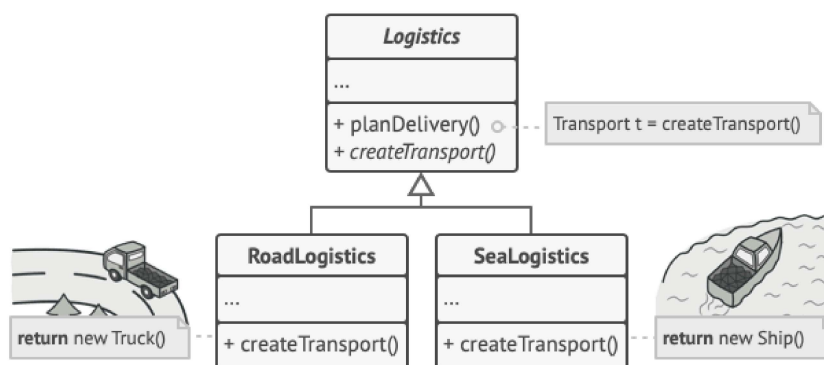 Logistics
...
+ planDelivery()
Transport t = createTransport()
+ createTransport()
RoadLogistics
...
+ createTransport()
return new Truck()
SeaLogistics
...
+ createTransport()
return new Ship()